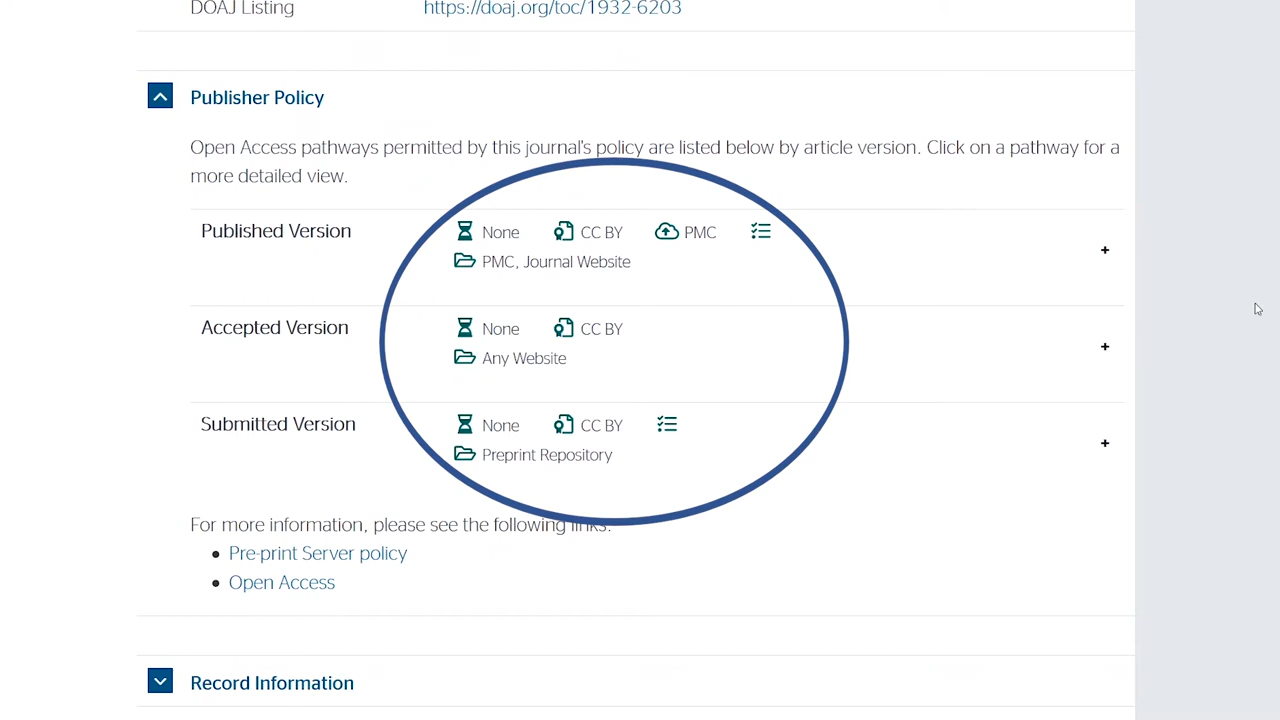 DOAJ Listing https://doaj.org/toc/1932-6203
Publisher Policy
Open Access pathways permitted by this journal's policy are listed below by article version. Click on a pathway for a
more detailed view.
Published Version None CC BY PMC +
PMC, Journal Website
Accepted Version None CC BY +
Any Website
Submitted Version None CC BY +
Preprint Repository
For more information, please see the following links:
Pre-print Server policy
Open Access
Record Information